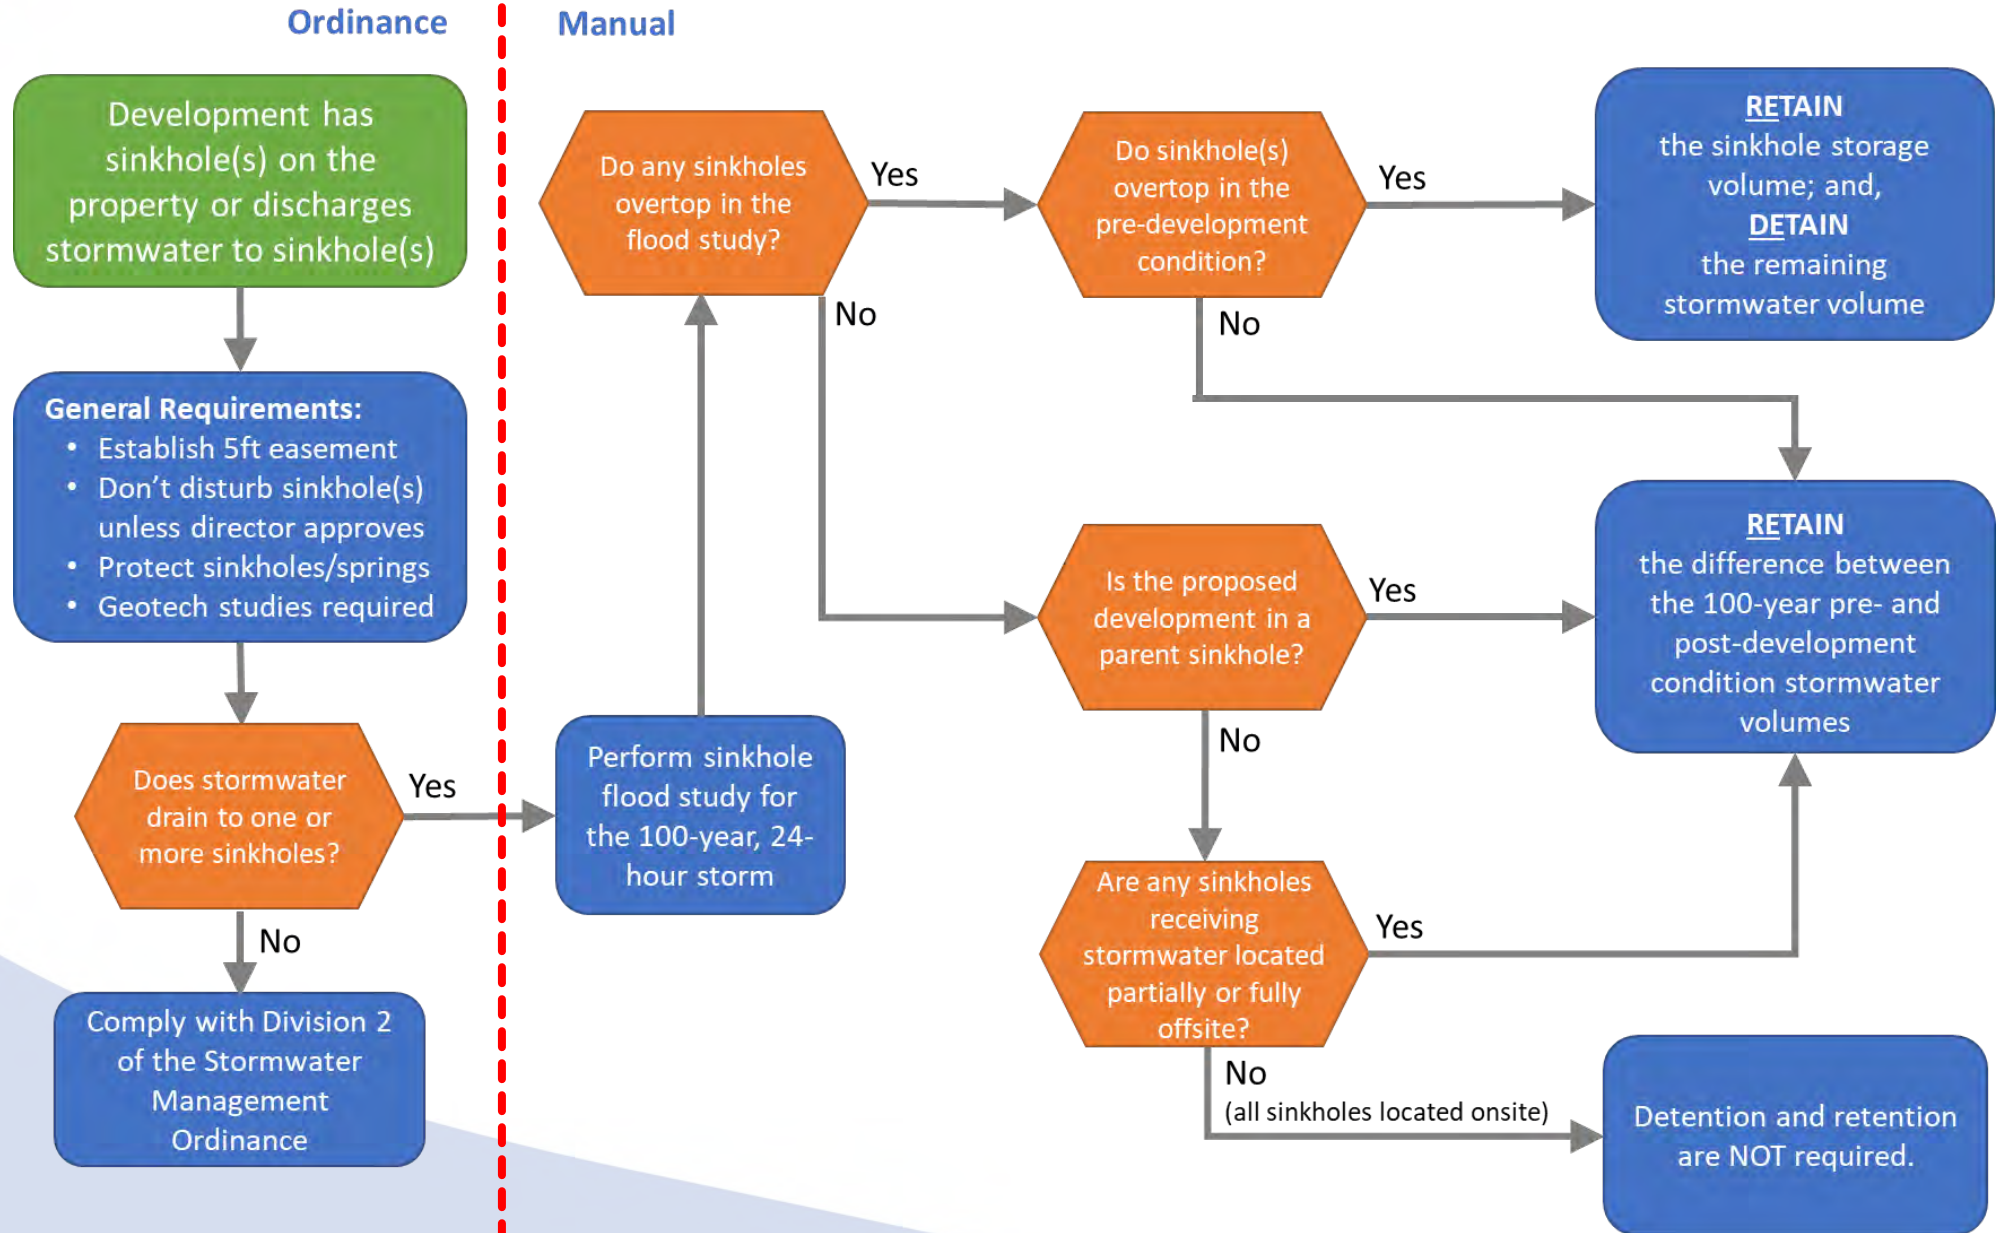 Ordinance
Manual
Development has
sinkhole(s) on the
property or discharges
stormwater to sinkhole(s)
General Requirements:
• Establish 5ft easement
• Don’t disturb sinkhole(s)
unless director approves
• Protect sinkholes/springs
• Geotech studies required
Does stormwater
drain to one or
more sinkholes?
Yes
No
Comply with Division 2
of the Stormwater
Management
Ordinance
Perform sinkhole
flood study for
the 100-year, 24-
hour storm
Do any sinkholes
overtop in the
flood study?
Yes
No
Do sinkhole(s)
overtop in the
pre-development
condition?
Yes
No
RETAIN
the sinkhole storage
volume; and,
DETAIN
the remaining
stormwater volume
Is the proposed
development in a
parent sinkhole?
Yes
No
RETAIN
the difference between
the 100-year pre- and
post-development
condition stormwater
volumes
Are any sinkholes
receiving
stormwater located
partially or fully
offsite?
Yes
No
(all sinkholes located onsite)
Detention and retention
are NOT required.